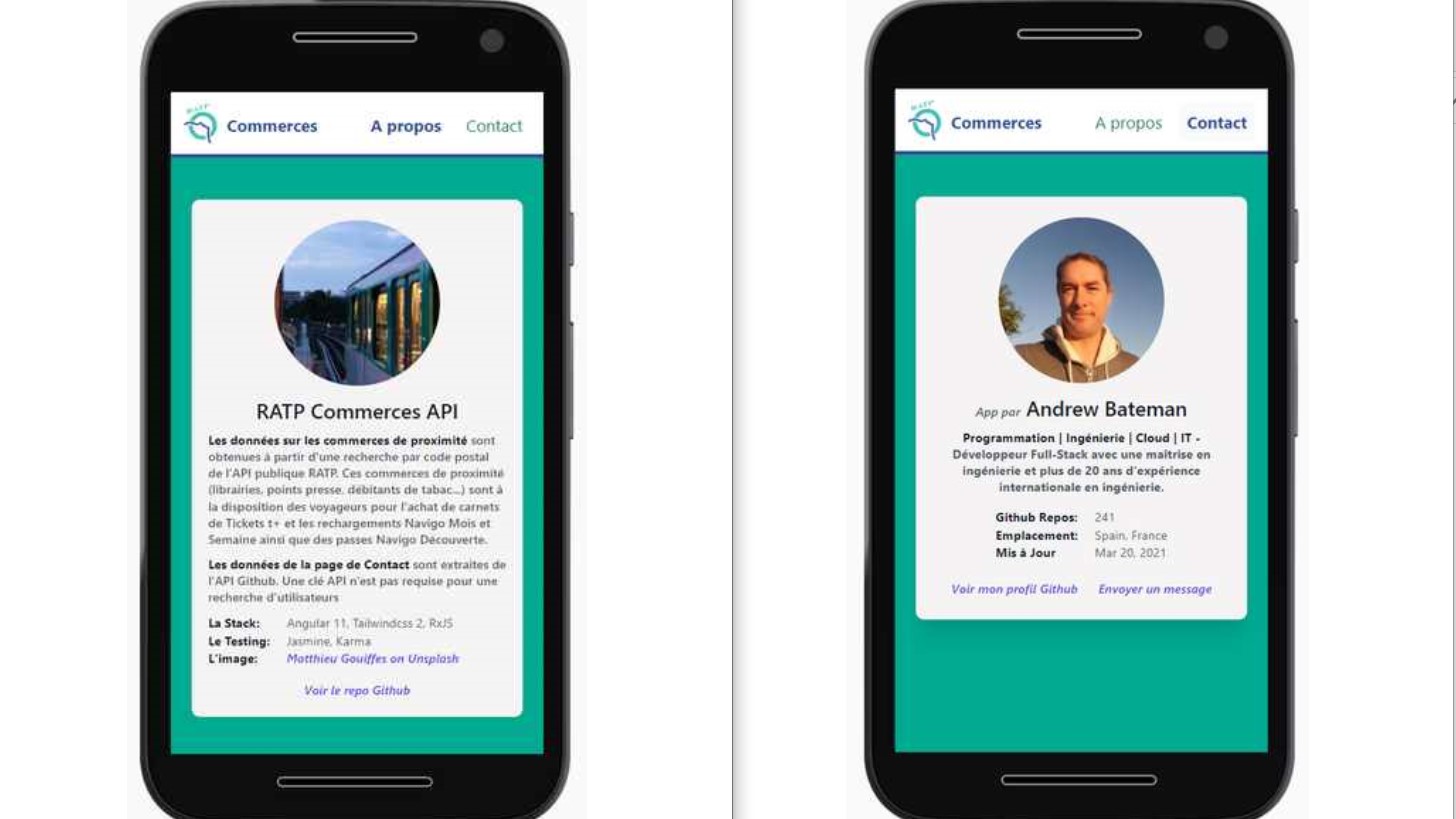 RATP
Commerces A propos Contact
RATP Commerces API
Les données sur les commerces de proximité sont
obtenues à partir d'une recherche par code postal
de l'API publique RATP. Ces commerces de proximité
(librairies, points presse, débitants de tabac...) sont à
la disposition des voyageurs pour l'achat de carnets
de Tickets t+ et les rechargements Navigo Mois et
Semaine ainsi que des passes Navigo Découverte.
Les données de la page de Contact sont extraites de
l'API Github. Une clé API n'est pas requise pour une
recherche d'utilisateurs
La Stack: Angular 11, Tailwindcss 2, RxJS
Le Testing: Jasmine, Karma
L'image: Matthieu Gouiffes on Unsplash
Voir le repo Github
RATP
Commerces A propos Contact
App par Andrew Bateman
Programmation | Ingénierie | Cloud | IT -
Développeur Full-Stack avec une maîtrise en
ingénierie et plus de 20 ans d'expérience
internationale en ingénierie.
Github Repos: 241
Emplacement: Spain, France
Mis à Jour Mar 20, 2021
Voir mon profil Github Envoyer un message